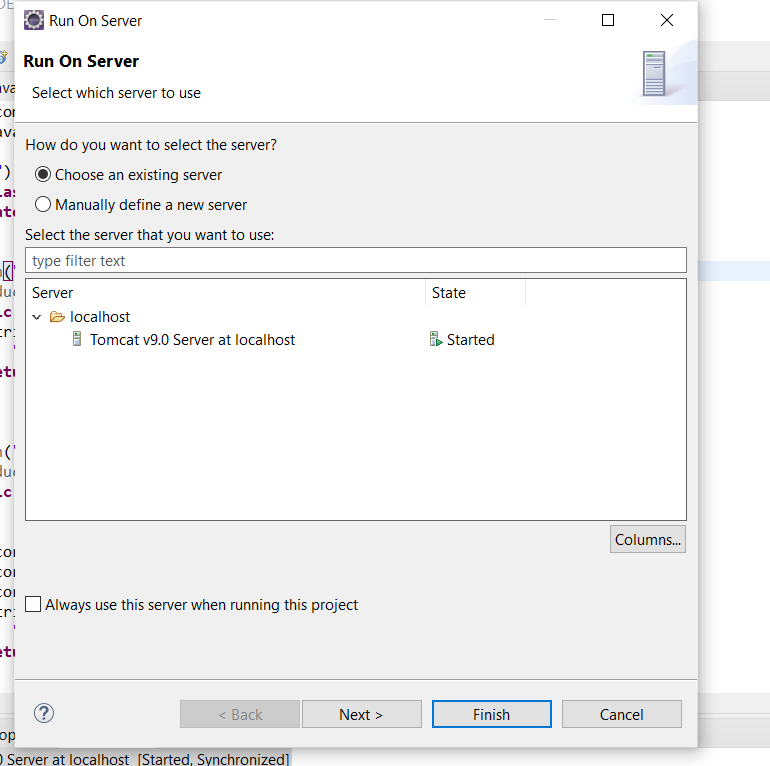 Run On Server
Run On Server
Select which server to use
How do you want to select the server?
Choose an existing server
Manually define a new server
Select the server that you want to use:
type filter text
Server State
localhost
Tomcat v9.0 Server at localhost Started
Columns...
Always use this server when running this project
? < Back Next > Finish Cancel
Server at localhost [Started, Synchronized]